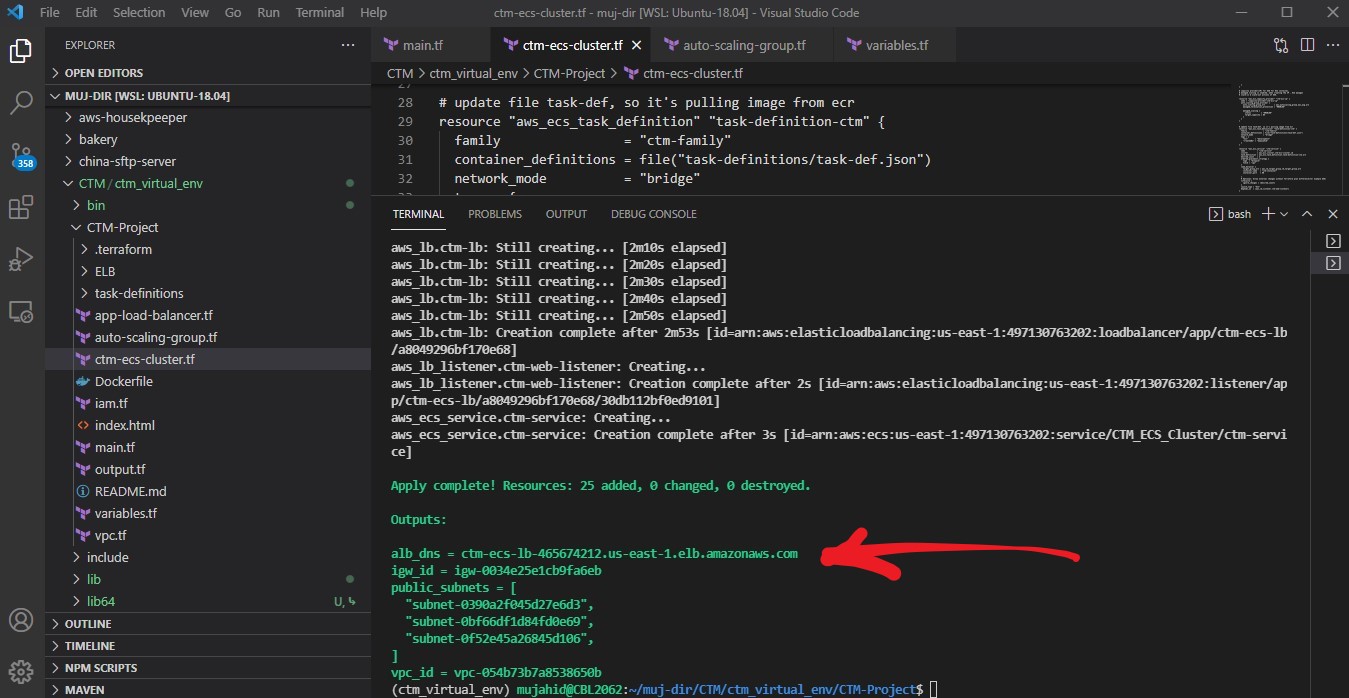 File Edit Selection View Go Run Terminal Help ctm-ecs-cluster.tf - muj-dir [WSL: Ubuntu-18.04] - Visual Studio Code
EXPLORER
main.tf
ctm-ecs-cluster.tf
auto-scaling-group.tf
variables.tf
OPEN EDITORS
MUJ-DIR [WSL: UBUNTU-18.04]
aws-housekpeeper
bakery
china-sftp-server
CTM / ctm_virtual_env
bin
CTM-Project
.terraform
ELB
task-definitions
app-load-balancer.tf
auto-scaling-group.tf
ctm-ecs-cluster.tf
Dockerfile
iam.tf
index.html
main.tf
output.tf
README.md
variables.tf
vpc.tf
include
lib
lib64 U,
OUTLINE
TIMELINE
NPM SCRIPTS
MAVEN
358
CTM > ctm_virtual_env > CTM-Project > ctm-ecs-cluster.tf
27
28 # update file task-def, so it's pulling image from ecr
29 resource "aws_ecs_task_definition" "task-definition-ctm" {
30 family = "ctm-family"
31 container_definitions = file("task-definitions/task-def.json")
32 network_mode = "bridge"
TERMINAL PROBLEMS OUTPUT DEBUG CONSOLE bash
aws_lb.ctm-lb: Still creating... [2m10s elapsed]
aws_lb.ctm-lb: Still creating... [2m20s elapsed]
aws_lb.ctm-lb: Still creating... [2m30s elapsed]
aws_lb.ctm-lb: Still creating... [2m40s elapsed]
aws_lb.ctm-lb: Still creating... [2m50s elapsed]
aws_lb.ctm-lb: Creation complete after 2m53s [id=arn:aws:elasticloadbalancing:us-east-1:497130763202:loadbalancer/app/ctm-ecs-lb
/a8049296bf170e68]
aws_lb_listener.ctm-web-listener: Creating...
aws_lb_listener.ctm-web-listener: Creation complete after 2s [id=arn:aws:elasticloadbalancing:us-east-1:497130763202:listener/ap
p/ctm-ecs-lb/a8049296bf170e68/30db112bf0ed9101]
aws_ecs_service.ctm-service: Creating...
aws_ecs_service.ctm-service: Creation complete after 3s [id=arn:aws:ecs:us-east-1:497130763202:service/CTM_ECS_Cluster/ctm-servi
ce]
Apply complete! Resources: 25 added, 0 changed, 0 destroyed.
Outputs:
alb_dns = ctm-ecs-lb-465674212.us-east-1.elb.amazonaws.com
igw_id = igw-0034e25e1cb9fa6eb
public_subnets = [
"subnet-0390a2f045d27e6d3",
"subnet-0bf66df1d84fd0e69",
"subnet-0f52e45a26845d106",
]
vpc_id = vpc-054b73b7a8538650b
(ctm_virtual_env) mujahid@CBL2062:~/muj-dir/CTM/ctm_virtual_env/CTM-Project$